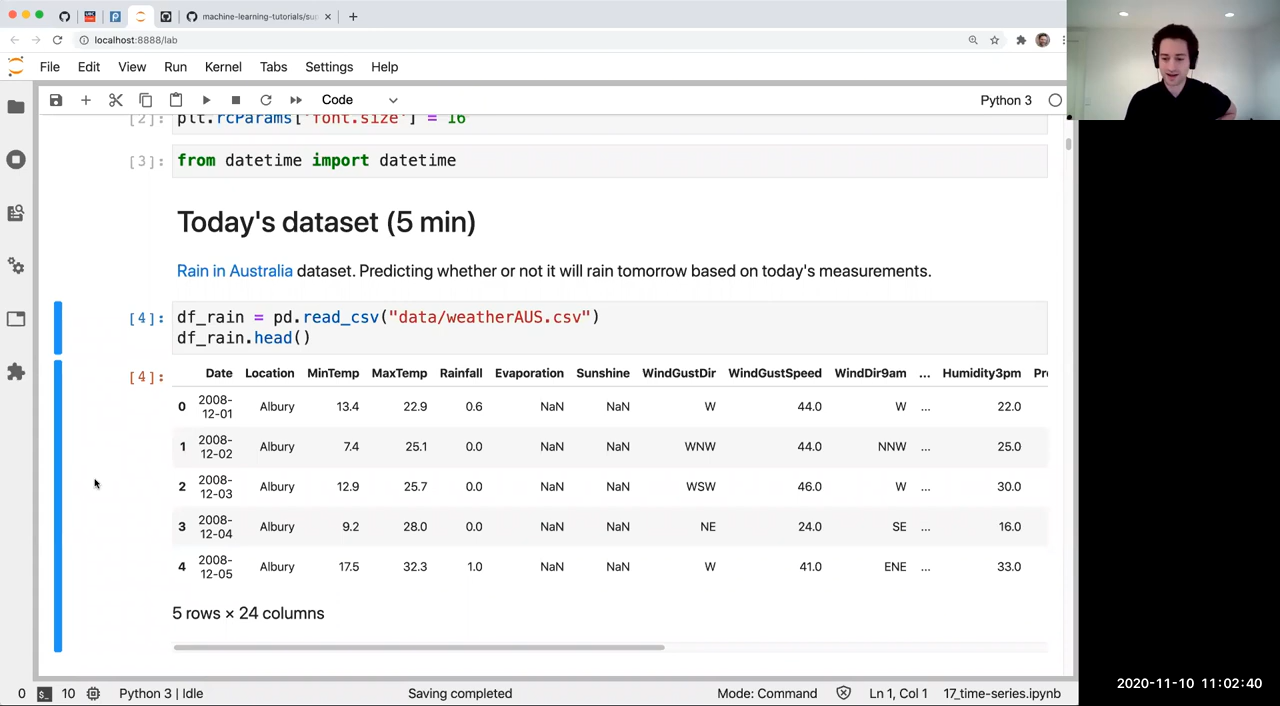 machine-learning-tutorials/sup
localhost:8888/lab
File Edit View Run Kernel Tabs Settings Help
Code Python 3
[2]: plt.rcParams['font.size'] = 16
[3]: from datetime import datetime
Today's dataset (5 min)
Rain in Australia dataset. Predicting whether or not it will rain tomorrow based on today's measurements.
[4]: df_rain = pd.read_csv("data/weatherAUS.csv")
df_rain.head()
[4]: Date Location MinTemp MaxTemp Rainfall Evaporation Sunshine WindGustDir WindGustSpeed WindDir9am ... Humidity3pm Pr
0 2008-12-01 Albury 13.4 22.9 0.6 NaN NaN W 44.0 W ... 22.0
1 2008-12-02 Albury 7.4 25.1 0.0 NaN NaN WNW 44.0 NNW ... 25.0
2 2008-12-03 Albury 12.9 25.7 0.0 NaN NaN WSW 46.0 W ... 30.0
3 2008-12-04 Albury 9.2 28.0 0.0 NaN NaN NE 24.0 SE ... 16.0
4 2008-12-05 Albury 17.5 32.3 1.0 NaN NaN W 41.0 ENE ... 33.0
5 rows × 24 columns
0 10 Python 3 | Idle Saving completed Mode: Command Ln 1, Col 1 17_time-series.ipynb
2020-11-10 11:02:40